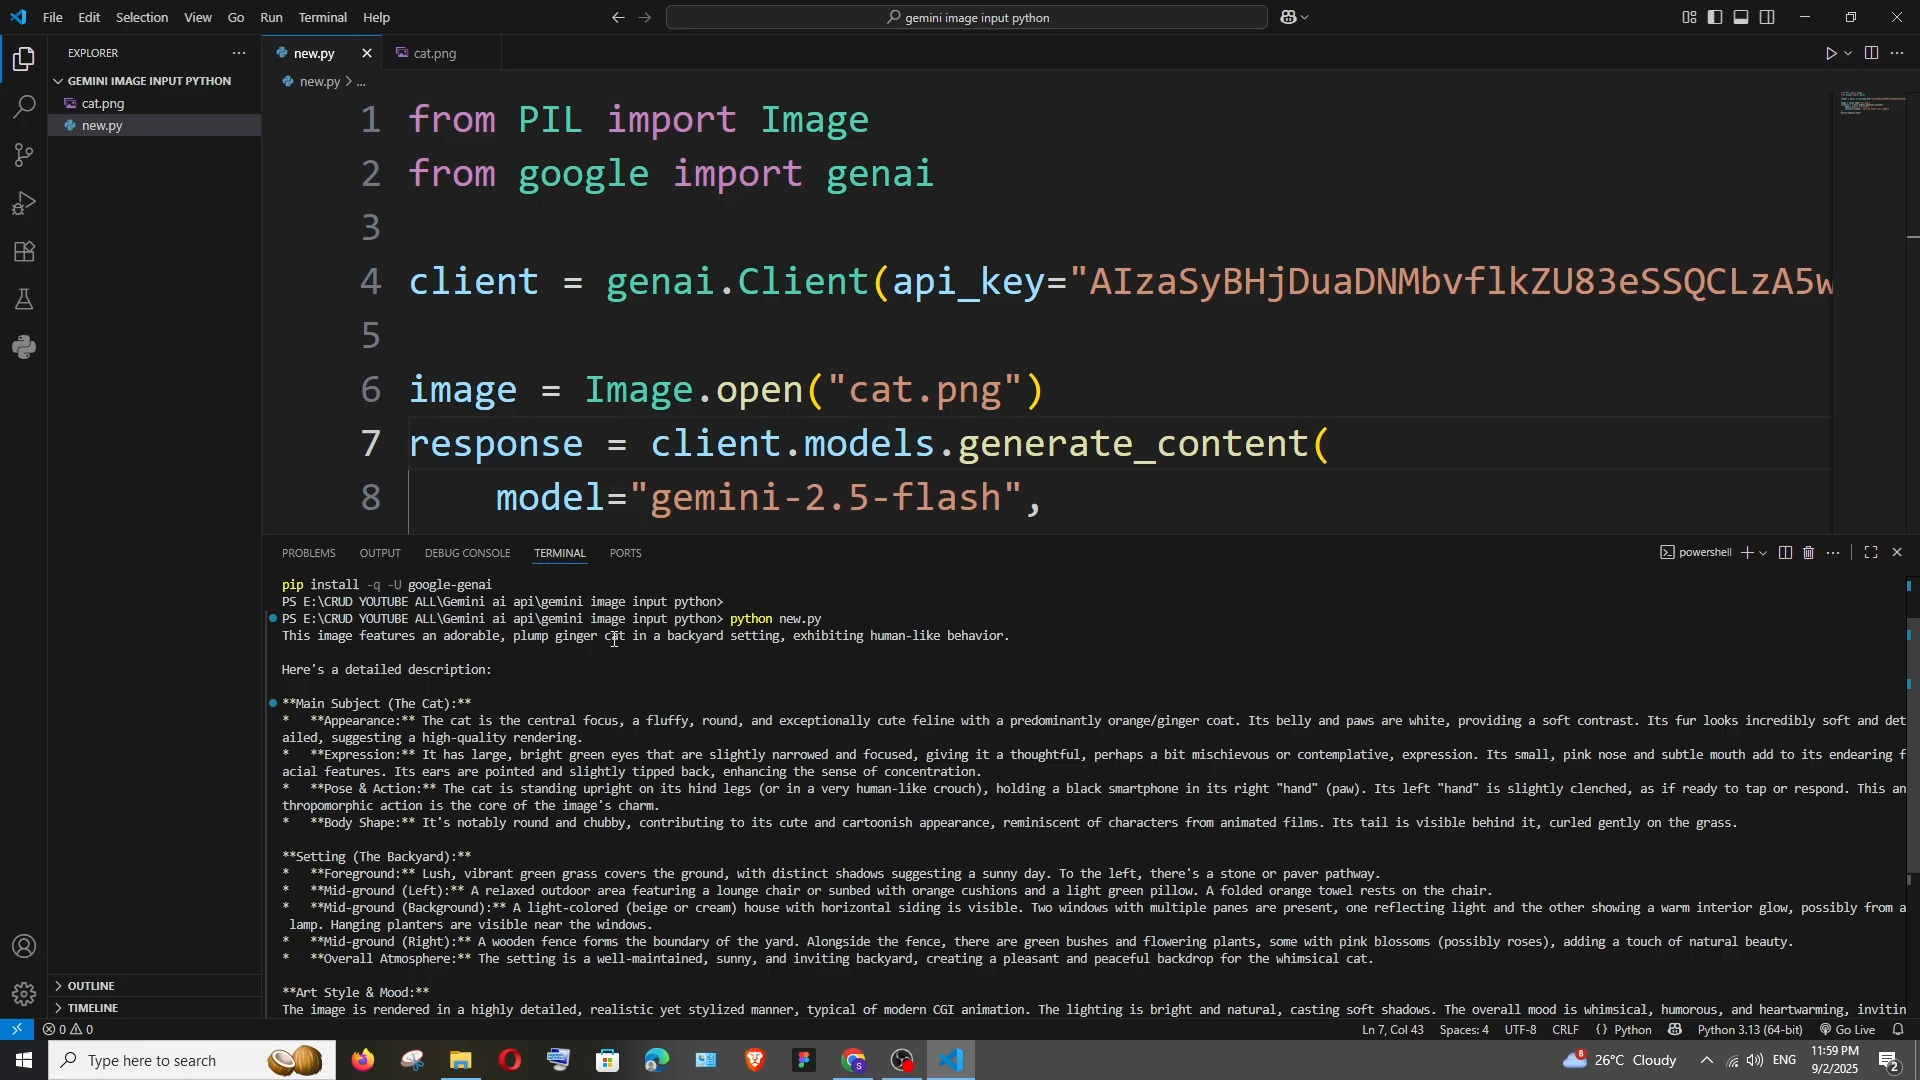 File Edit Selection View Go Run Terminal Help
gemini image input python
EXPLORER
GEMINI IMAGE INPUT PYTHON
cat.png
new.py
OUTLINE
TIMELINE
new.py
cat.png
new.py > ...
1 from PIL import Image
2 from google import genai
3
4 client = genai.Client(api_key="AIzaSyBHjDuaDNMbvflkZU83eSSQCLzA5w
5
6 image = Image.open("cat.png")
7 response = client.models.generate_content(
8 model="gemini-2.5-flash",
PROBLEMS OUTPUT DEBUG CONSOLE TERMINAL PORTS
powershell
pip install -q -U google-genai
PS E:\CRUD YOUTUBE ALL\Gemini ai api\gemini image input python>
PS E:\CRUD YOUTUBE ALL\Gemini ai api\gemini image input python> python new.py
This image features an adorable, plump ginger cat in a backyard setting, exhibiting human-like behavior.
Here's a detailed description:
**Main Subject (The Cat):**
* **Appearance:** The cat is the central focus, a fluffy, round, and exceptionally cute feline with a predominantly orange/ginger coat. Its belly and paws are white, providing a soft contrast. Its fur looks incredibly soft and det
ailed, suggesting a high-quality rendering.
* **Expression:** It has large, bright green eyes that are slightly narrowed and focused, giving it a thoughtful, perhaps a bit mischievous or contemplative, expression. Its small, pink nose and subtle mouth add to its endearing f
acial features. Its ears are pointed and slightly tipped back, enhancing the sense of concentration.
* **Pose & Action:** The cat is standing upright on its hind legs (or in a very human-like crouch), holding a black smartphone in its right "hand" (paw). Its left "hand" is slightly clenched, as if ready to tap or respond. This an
thropomorphic action is the core of the image's charm.
* **Body Shape:** It's notably round and chubby, contributing to its cute and cartoonish appearance, reminiscent of characters from animated films. Its tail is visible behind it, curled gently on the grass.
**Setting (The Backyard):**
* **Foreground:** Lush, vibrant green grass covers the ground, with distinct shadows suggesting a sunny day. To the left, there's a stone or paver pathway.
* **Mid-ground (Left):** A relaxed outdoor area featuring a lounge chair or sunbed with orange cushions and a light green pillow. A folded orange towel rests on the chair.
* **Mid-ground (Background):** A light-colored (beige or cream) house with horizontal siding is visible. Two windows with multiple panes are present, one reflecting light and the other showing a warm interior glow, possibly from a
lamp. Hanging planters are visible near the windows.
* **Mid-ground (Right):** A wooden fence forms the boundary of the yard. Alongside the fence, there are green bushes and flowering plants, some with pink blossoms (possibly roses), adding a touch of natural beauty.
* **Overall Atmosphere:** The setting is a well-maintained, sunny, and inviting backyard, creating a pleasant and peaceful backdrop for the whimsical cat.
**Art Style & Mood:**
The image is rendered in a highly detailed, realistic yet stylized manner, typical of modern CGI animation. The lighting is bright and natural, casting soft shadows. The overall mood is whimsical, humorous, and heartwarming, invitin
0 0
Ln 7, Col 43 Spaces: 4 UTF-8 CRLF {} Python Python 3.13 (64-bit) Go Live
Type here to search
8 26°C Cloudy ENG 11:59 PM
9/2/2025
2